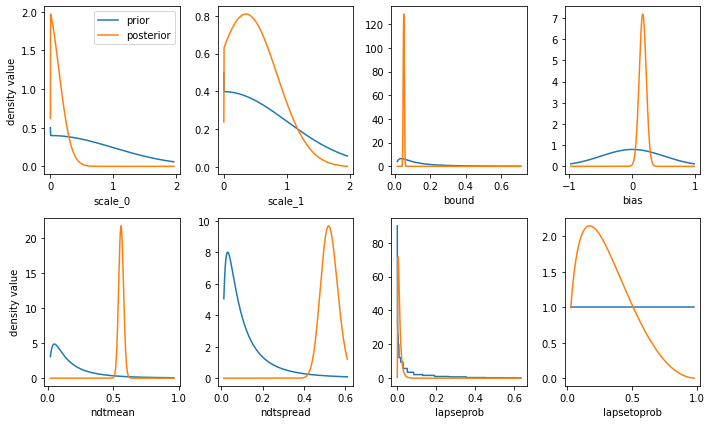 prior
posterior
density value
2.0
1.5
1.0
0.5
0.0
0 1 2
scale_0
0.8
0.6
0.4
0.2
0.0
0 1 2
scale_1
120
100
80
60
40
20
0
0.0 0.2 0.4 0.6
bound
7
6
5
4
3
2
1
0
−1 0 1
bias
density value
20
15
10
5
0
0.0 0.5 1.0
ndtmean
10
8
6
4
2
0
0.0 0.2 0.4 0.6
ndtspread
80
60
40
20
0
0.0 0.2 0.4 0.6
lapseprob
2.0
1.5
1.0
0.5
0.0
0.0 0.5 1.0
lapsetoprob